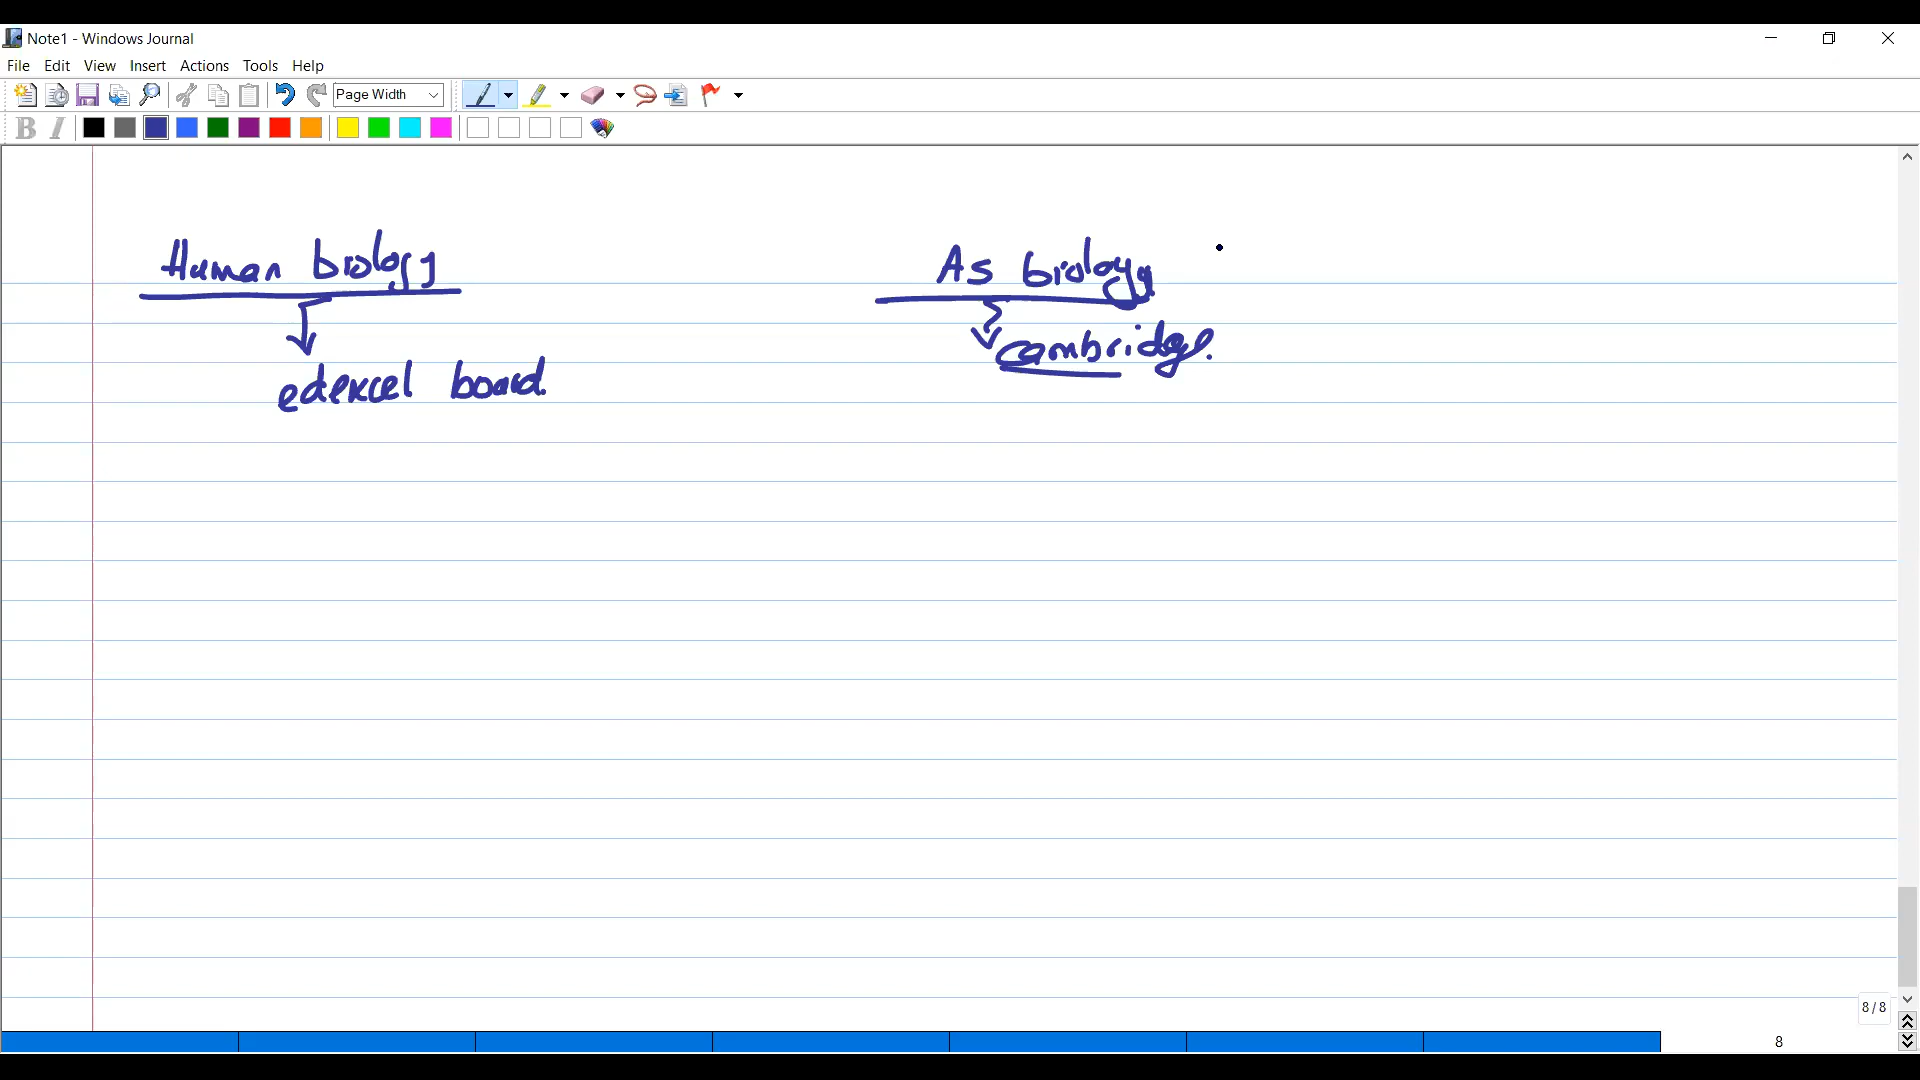 Note1 - Windows Journal
File Edit View Insert Actions Tools Help
Page Width
B I
Human biology
As biology
cambridge.
edexcel board.
8 / 8
8